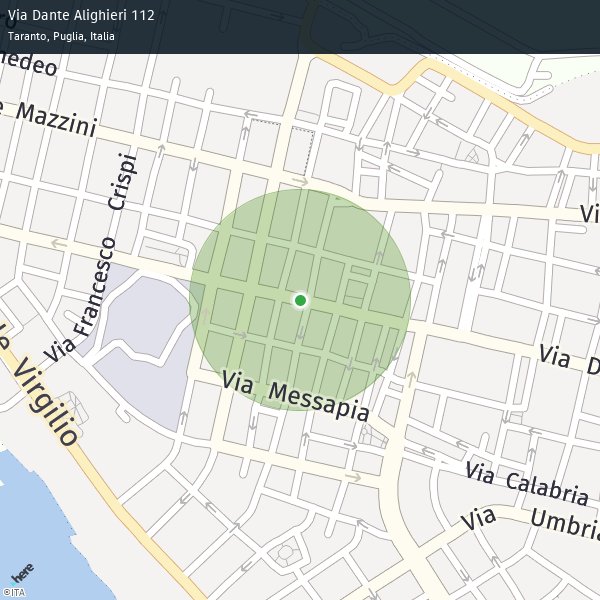 Via Dante Alighieri 112
Taranto, Puglia, Italia
nedeo
e Mazzini
Via Francesco Crispi
Vi
le Virgilio
Via Messapia
Via D
Via Calabria
Via Umbria
here
©ITA